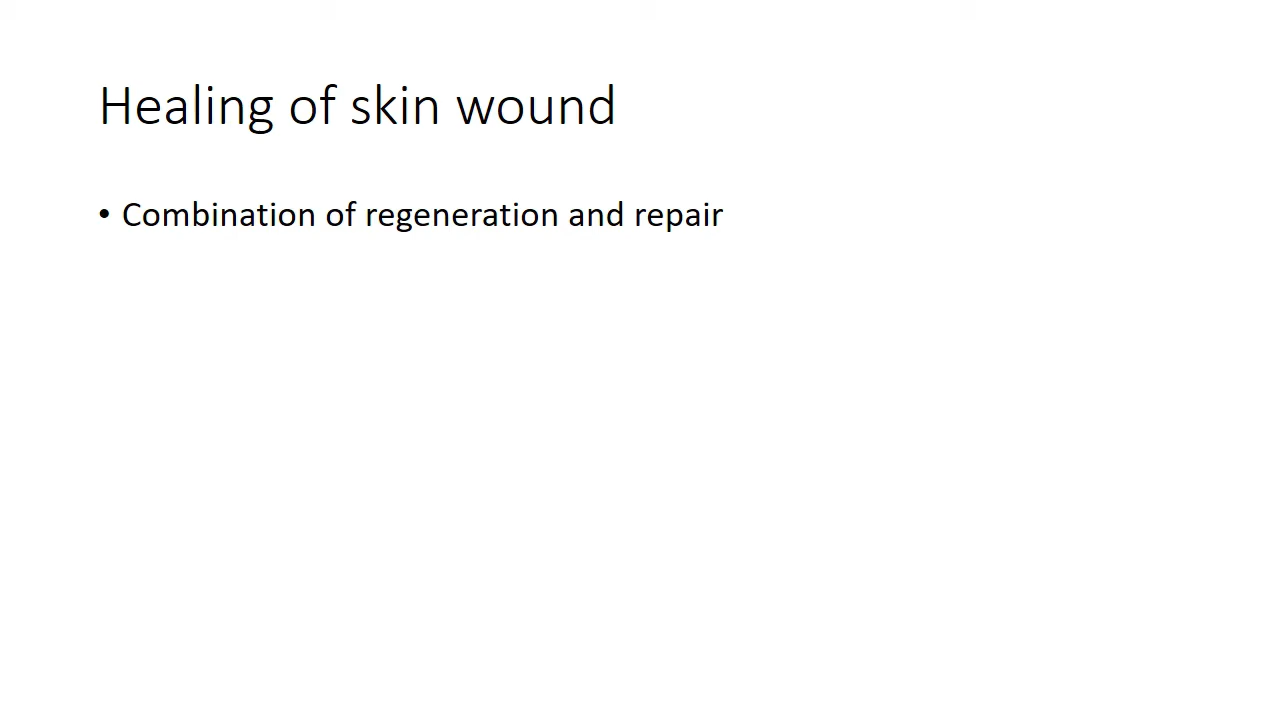 Healing of skin wound
• Combination of regeneration and repair